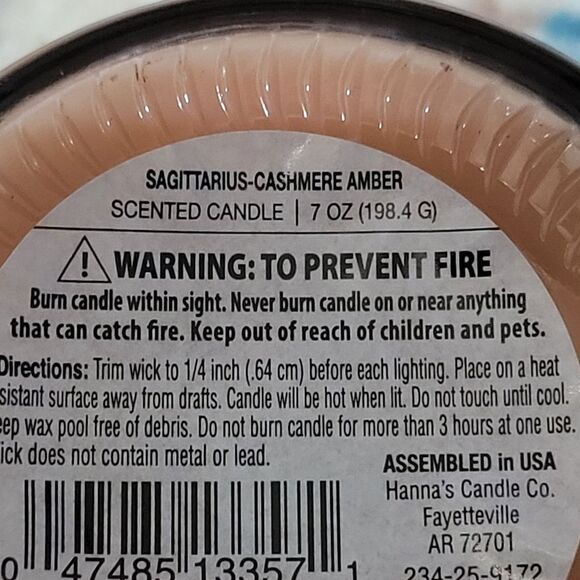 SAGITTARIUS-CASHMERE AMBER
SCENTED CANDLE | 7 OZ (198.4 G)
WARNING: TO PREVENT FIRE
Burn candle within sight. Never burn candle on or near anything
that can catch fire. Keep out of reach of children and pets.
Directions: Trim wick to 1/4 inch (.64 cm) before each lighting. Place on a heat
sistant surface away from drafts. Candle will be hot when lit. Do not touch until cool.
eep wax pool free of debris. Do not burn candle for more than 3 hours at one use.
ick does not contain metal or lead.
ASSEMBLED in USA
Hanna's Candle Co.
Fayetteville
AR 72701
234-25-9172
0 47485 13357 1